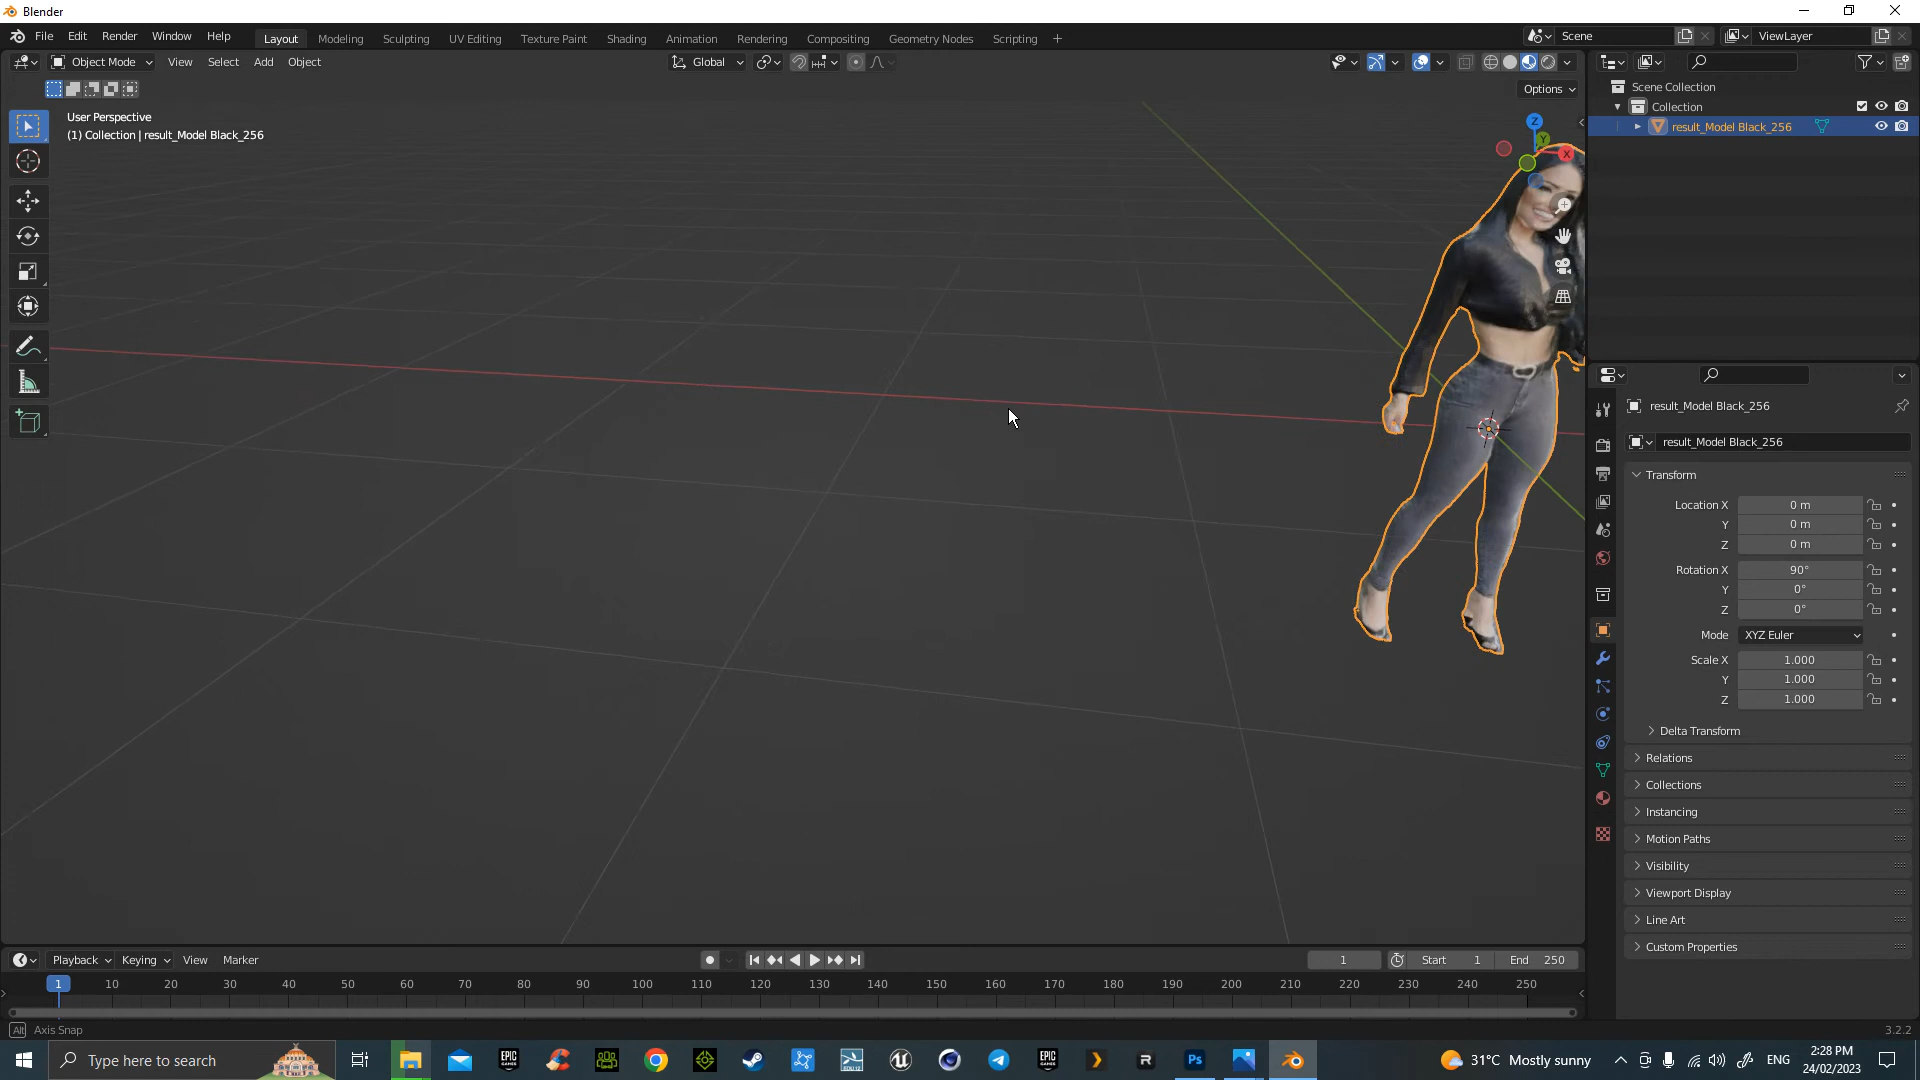 Blender
File Edit Render Window Help Layout Modeling Sculpting UV Editing Texture Paint Shading Animation Rendering Compositing Geometry Nodes Scripting + Scene ViewLayer
Object Mode View Select Add Object Global
Options
User Perspective
(1) Collection | result_Model Black_256
Z
Y
X
Scene Collection
Collection
result_Model Black_256
result_Model Black_256
result_Model Black_256
Transform
Location X 0 m
Y 0 m
Z 0 m
Rotation X 90°
Y 0°
Z 0°
Mode XYZ Euler
Scale X 1.000
Y 1.000
Z 1.000
Delta Transform
Relations
Collections
Instancing
Motion Paths
Visibility
Viewport Display
Line Art
Custom Properties
Playback Keying View Marker 1 Start 1 End 250
1 10 20 30 40 50 60 70 80 90 100 110 120 130 140 150 160 170 180 190 200 210 220 230 240 250
Alt Axis Snap 3.2.2
Type here to search
EPIC GAMES
EPIC GAMES
R
Ps
31°C Mostly sunny
ENG
2:28 PM
24/02/2023